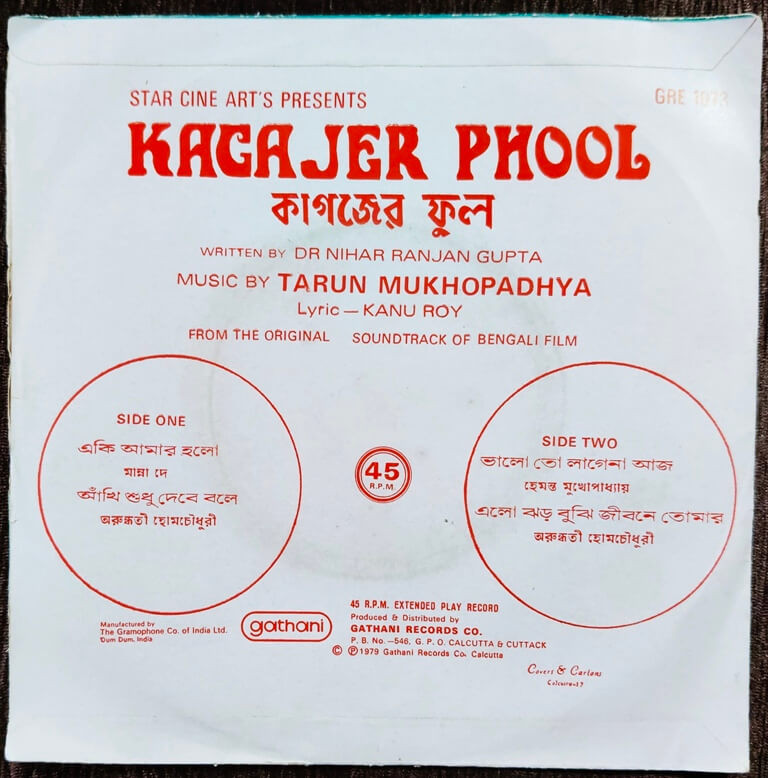 STAR CINE ART'S PRESENTS
GRE 1073
KAGAJER PHOOL
কাগজের ফুল
WRITTEN BY DR NIHAR RANJAN GUPTA
MUSIC BY TARUN MUKHOPADHYA
Lyric — KANU ROY
FROM THE ORIGINAL SOUNDTRACK OF BENGALI FILM
SIDE ONE
একি আমার হলো
মান্না দে
আঁখি শুধু দেবে বলে
অরুন্ধতী হোমচৌধুরী
45
R.P.M.
SIDE TWO
ভালো তো লাগেনা আজ
হেমন্ত মুখোপাধ্যায়
এলো ঝড় বুঝি জীবনে তোমার
অরুন্ধতী হোমচৌধুরী
Manufactured by
The Gramophone Co. of India Ltd.
Dum Dum, India
gathani
45 R.P.M. EXTENDED PLAY RECORD
Produced & Distributed by
GATHANI RECORDS CO.
P. B. No.—546, G. P. O. CALCUTTA & CUTTACK
© ℗ 1979 Gathani Records Co. Calcutta
Covers & Cartons